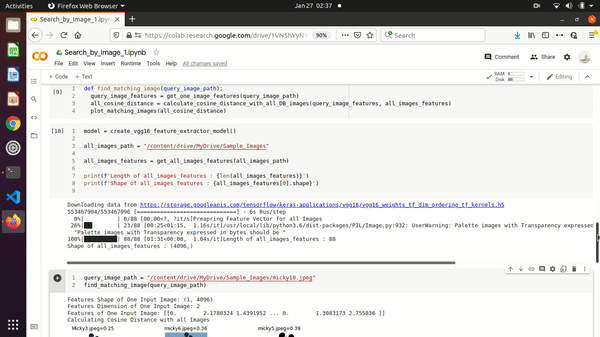 Activities
Firefox Web Browser
Jan 27 02:37
Search_by_Image_1.ipynb
https://colab.research.google.com/drive/1VN5hYyN
90%
Search
Search_by_Image_1.ipynb
File Edit View Insert Runtime Tools Help All changes saved
Comment Share
+ Code + Text
RAM
Disk
Editing
[9]
1 def find_matching_image(query_image_path):
2 query_image_features = get_one_image_features(query_image_path)
3 all_cosine_distance = calculate_cosine_distance_with_all_DB_images(query_image_features, all_images_features)
4 plot_matching_images(all_cosine_distance)
5
[10]
1 model = create_vgg16_feature_extractor_model()
2
3 all_images_path = "/content/drive/MyDrive/Sample_Images"
4
5 all_images_features = get_all_images_features(all_images_path)
6
7 print(f'Length of all_images_features : {len(all_images_features)}')
8 print(f'Shape of all_images_features : {all_images_features[0].shape}')
9
Downloading data from https://storage.googleapis.com/tensorflow/keras-applications/vgg16/vgg16_weights_tf_dim_ordering_tf_kernels.h5
553467904/553467096 [==============================] - 6s 0us/step
0%| | 0/88 [00:00<?, ?it/s]Preapring Feature Vector for all Images
26%| | 23/88 [00:25<01:15, 1.16s/it]/usr/local/lib/python3.6/dist-packages/PIL/Image.py:932: UserWarning: Palette images with Transparency expressed
"Palette images with Transparency expressed in bytes should be "
100%| | 88/88 [01:31<00:00, 1.04s/it]Length of all_images_features : 88
Shape of all_images_features : (4096,)
1 query_image_path = "/content/drive/MyDrive/Sample_Images/micky10.jpeg"
2 find_matching_image(query_image_path)
Features Shape of One Input Image: (1, 4096)
Features Dimension of One Input Image: 2
Features of One Input Image: [[0. 2.1780324 1.4391952 ... 0. 1.3083173 2.755836 ]]
Calculating Cosine Distance with all Images
Micky3.jpeg=0.25 micky6.jpeg=0.36 micky5.jpeg=0.39